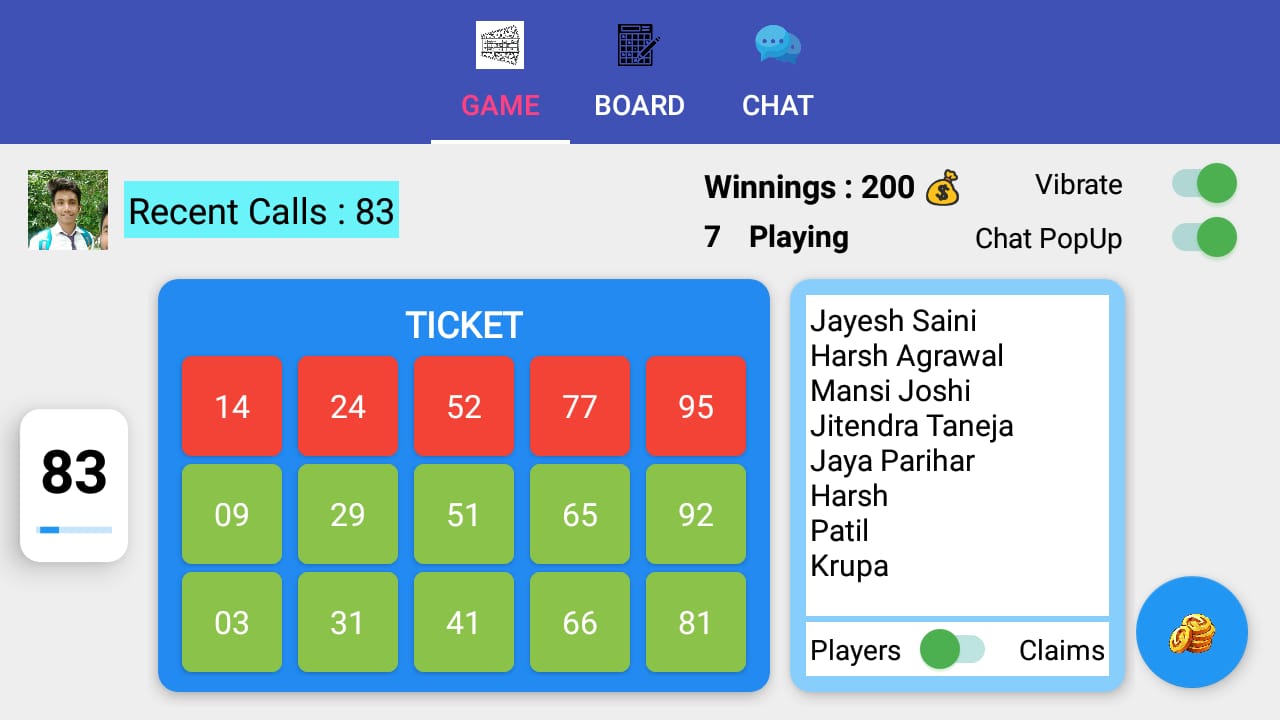 GAME BOARD CHAT
Recent Calls : 83
Winnings : 200
7 Playing
Vibrate
Chat PopUp
83
TICKET
14 24 52 77 95
09 29 51 65 92
03 31 41 66 81
Jayesh Saini
Harsh Agrawal
Mansi Joshi
Jitendra Taneja
Jaya Parihar
Harsh
Patil
Krupa
Players Claims